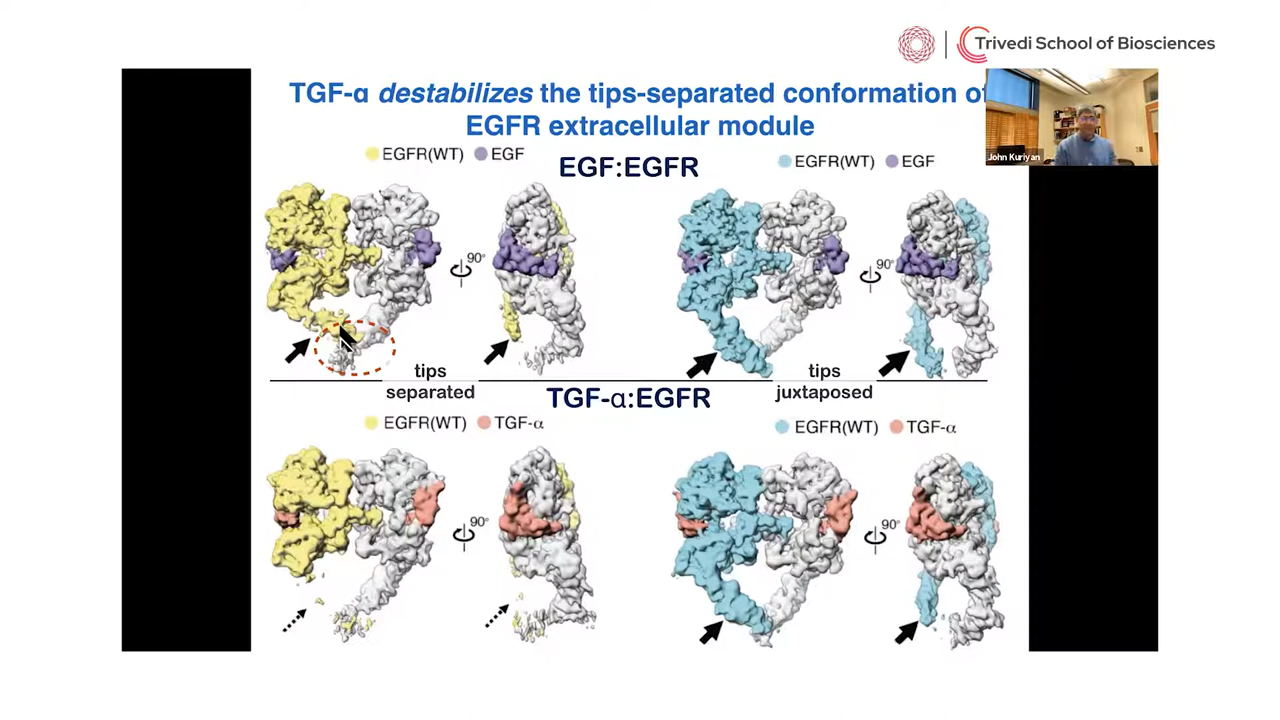 Trivedi School of Biosciences
TGF-α destabilizes the tips-separated conformation of
EGFR extracellular module
John Kuriyan
EGFR(WT) EGF
EGF:EGFR
EGFR(WT) EGF
90°
90°
tips
separated
tips
juxtaposed
TGF-α:EGFR
EGFR(WT) TGF-α
EGFR(WT) TGF-α
90°
90°